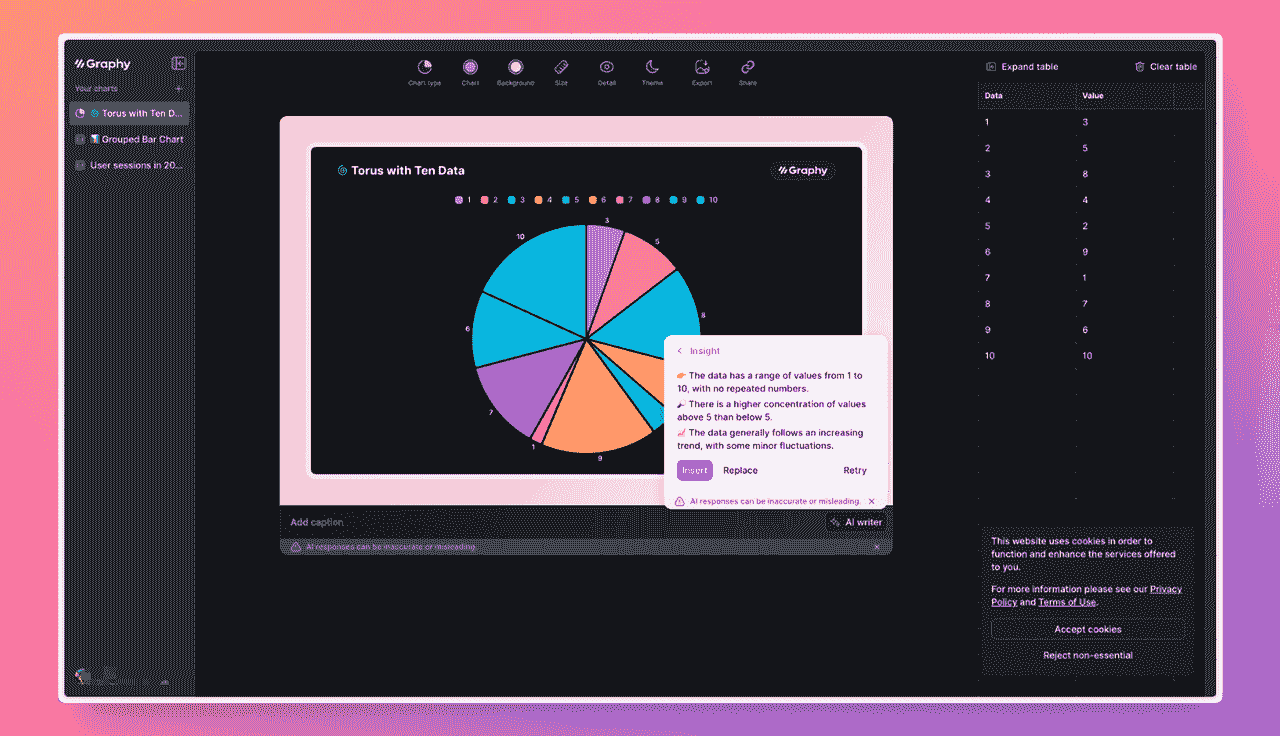 Graphy
Your charts +
Torus with Ten D...
Grouped Bar Chart
User sessions in 20...
Chart type Chart Background Size Detail Theme Export Share
Torus with Ten Data
Graphy
1 2 3 4 5 6 7 8 9 10
3
5
8
10
6
7
1
9
Insight
The data has a range of values from 1 to
10, with no repeated numbers.
There is a higher concentration of values
above 5 than below 5.
The data generally follows an increasing
trend, with some minor fluctuations.
Insert Replace Retry
AI responses can be inaccurate or misleading.
Add caption
AI writer
AI responses can be inaccurate or misleading.
Expand table Clear table
Data Value
1 3
2 5
3 8
4 4
5 2
6 9
7 1
8 7
9 6
10 10
This website uses cookies in order to
function and enhance the services offered
to you.
For more information please see our Privacy
Policy and Terms of Use.
Accept cookies
Reject non-essential